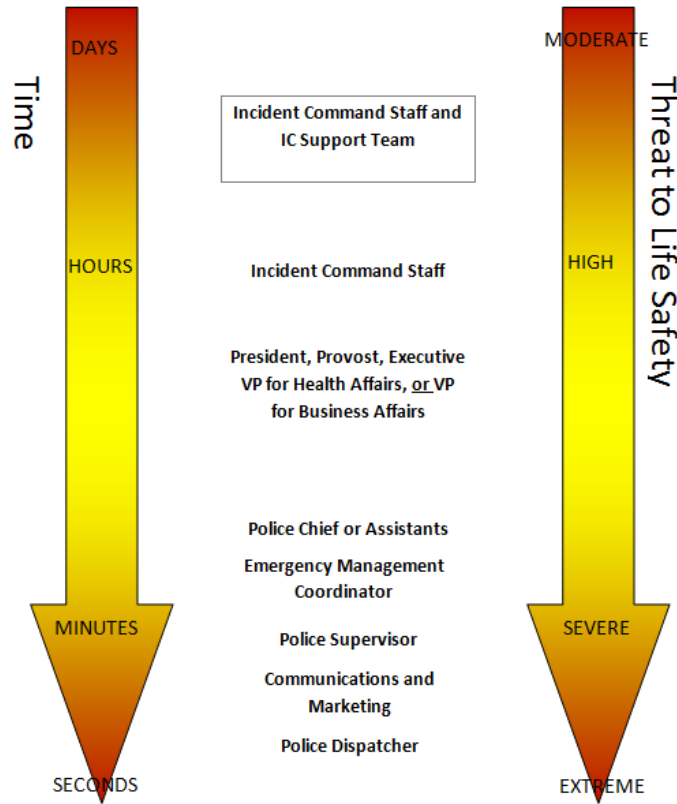 DAYS
MODERATE
Time
Threat to Life Safety
Incident Command Staff and
IC Support Team
HOURS
Incident Command Staff
HIGH
President, Provost, Executive
VP for Health Affairs, or VP
for Business Affairs
Police Chief or Assistants
Emergency Management
Coordinator
MINUTES
Police Supervisor
SEVERE
Communications and
Marketing
Police Dispatcher
SECONDS
EXTREME